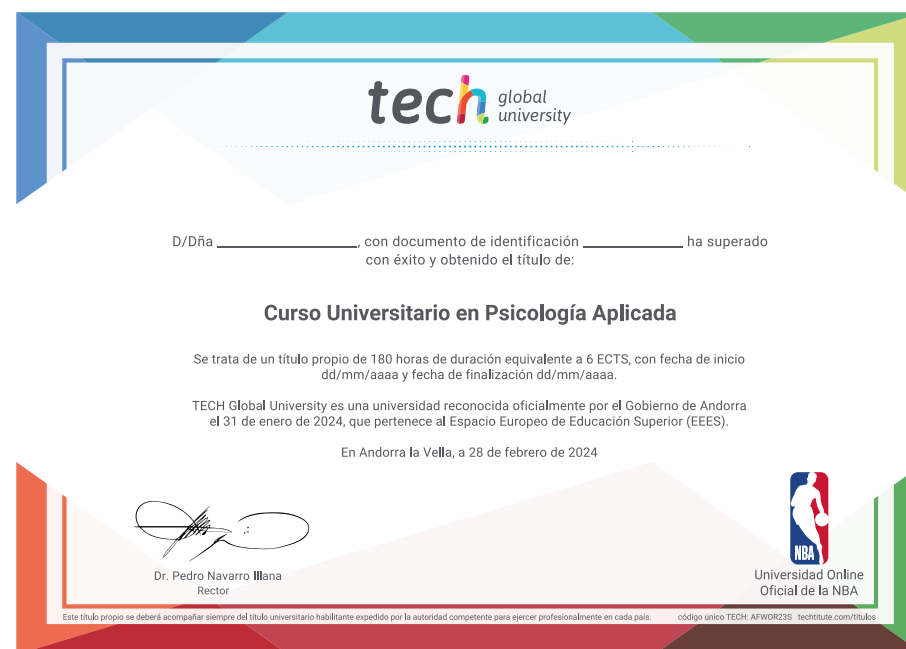 tech global university
D/Dña ____________________, con documento de identificación ______________ ha superado
con éxito y obtenido el título de:
Curso Universitario en Psicología Aplicada
Se trata de un título propio de 180 horas de duración equivalente a 6 ECTS, con fecha de inicio
dd/mm/aaaa y fecha de finalización dd/mm/aaaa.
TECH Global University es una universidad reconocida oficialmente por el Gobierno de Andorra
el 31 de enero de 2024, que pertenece al Espacio Europeo de Educación Superior (EEES).
En Andorra la Vella, a 28 de febrero de 2024
Dr. Pedro Navarro Illana
Rector
NBA
Universidad Online
Oficial de la NBA
Este título propio se deberá acompañar siempre del título universitario habilitante expedido por la autoridad competente para ejercer profesionalmente en cada país. código único TECH: AFWOR23S techtitute.com/titulos